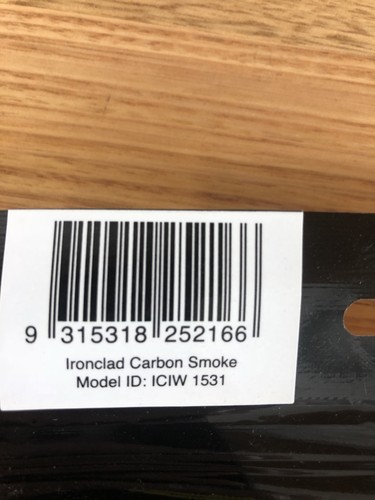 9 315318 252166
Ironclad Carbon Smoke
Model ID: ICIW 1531